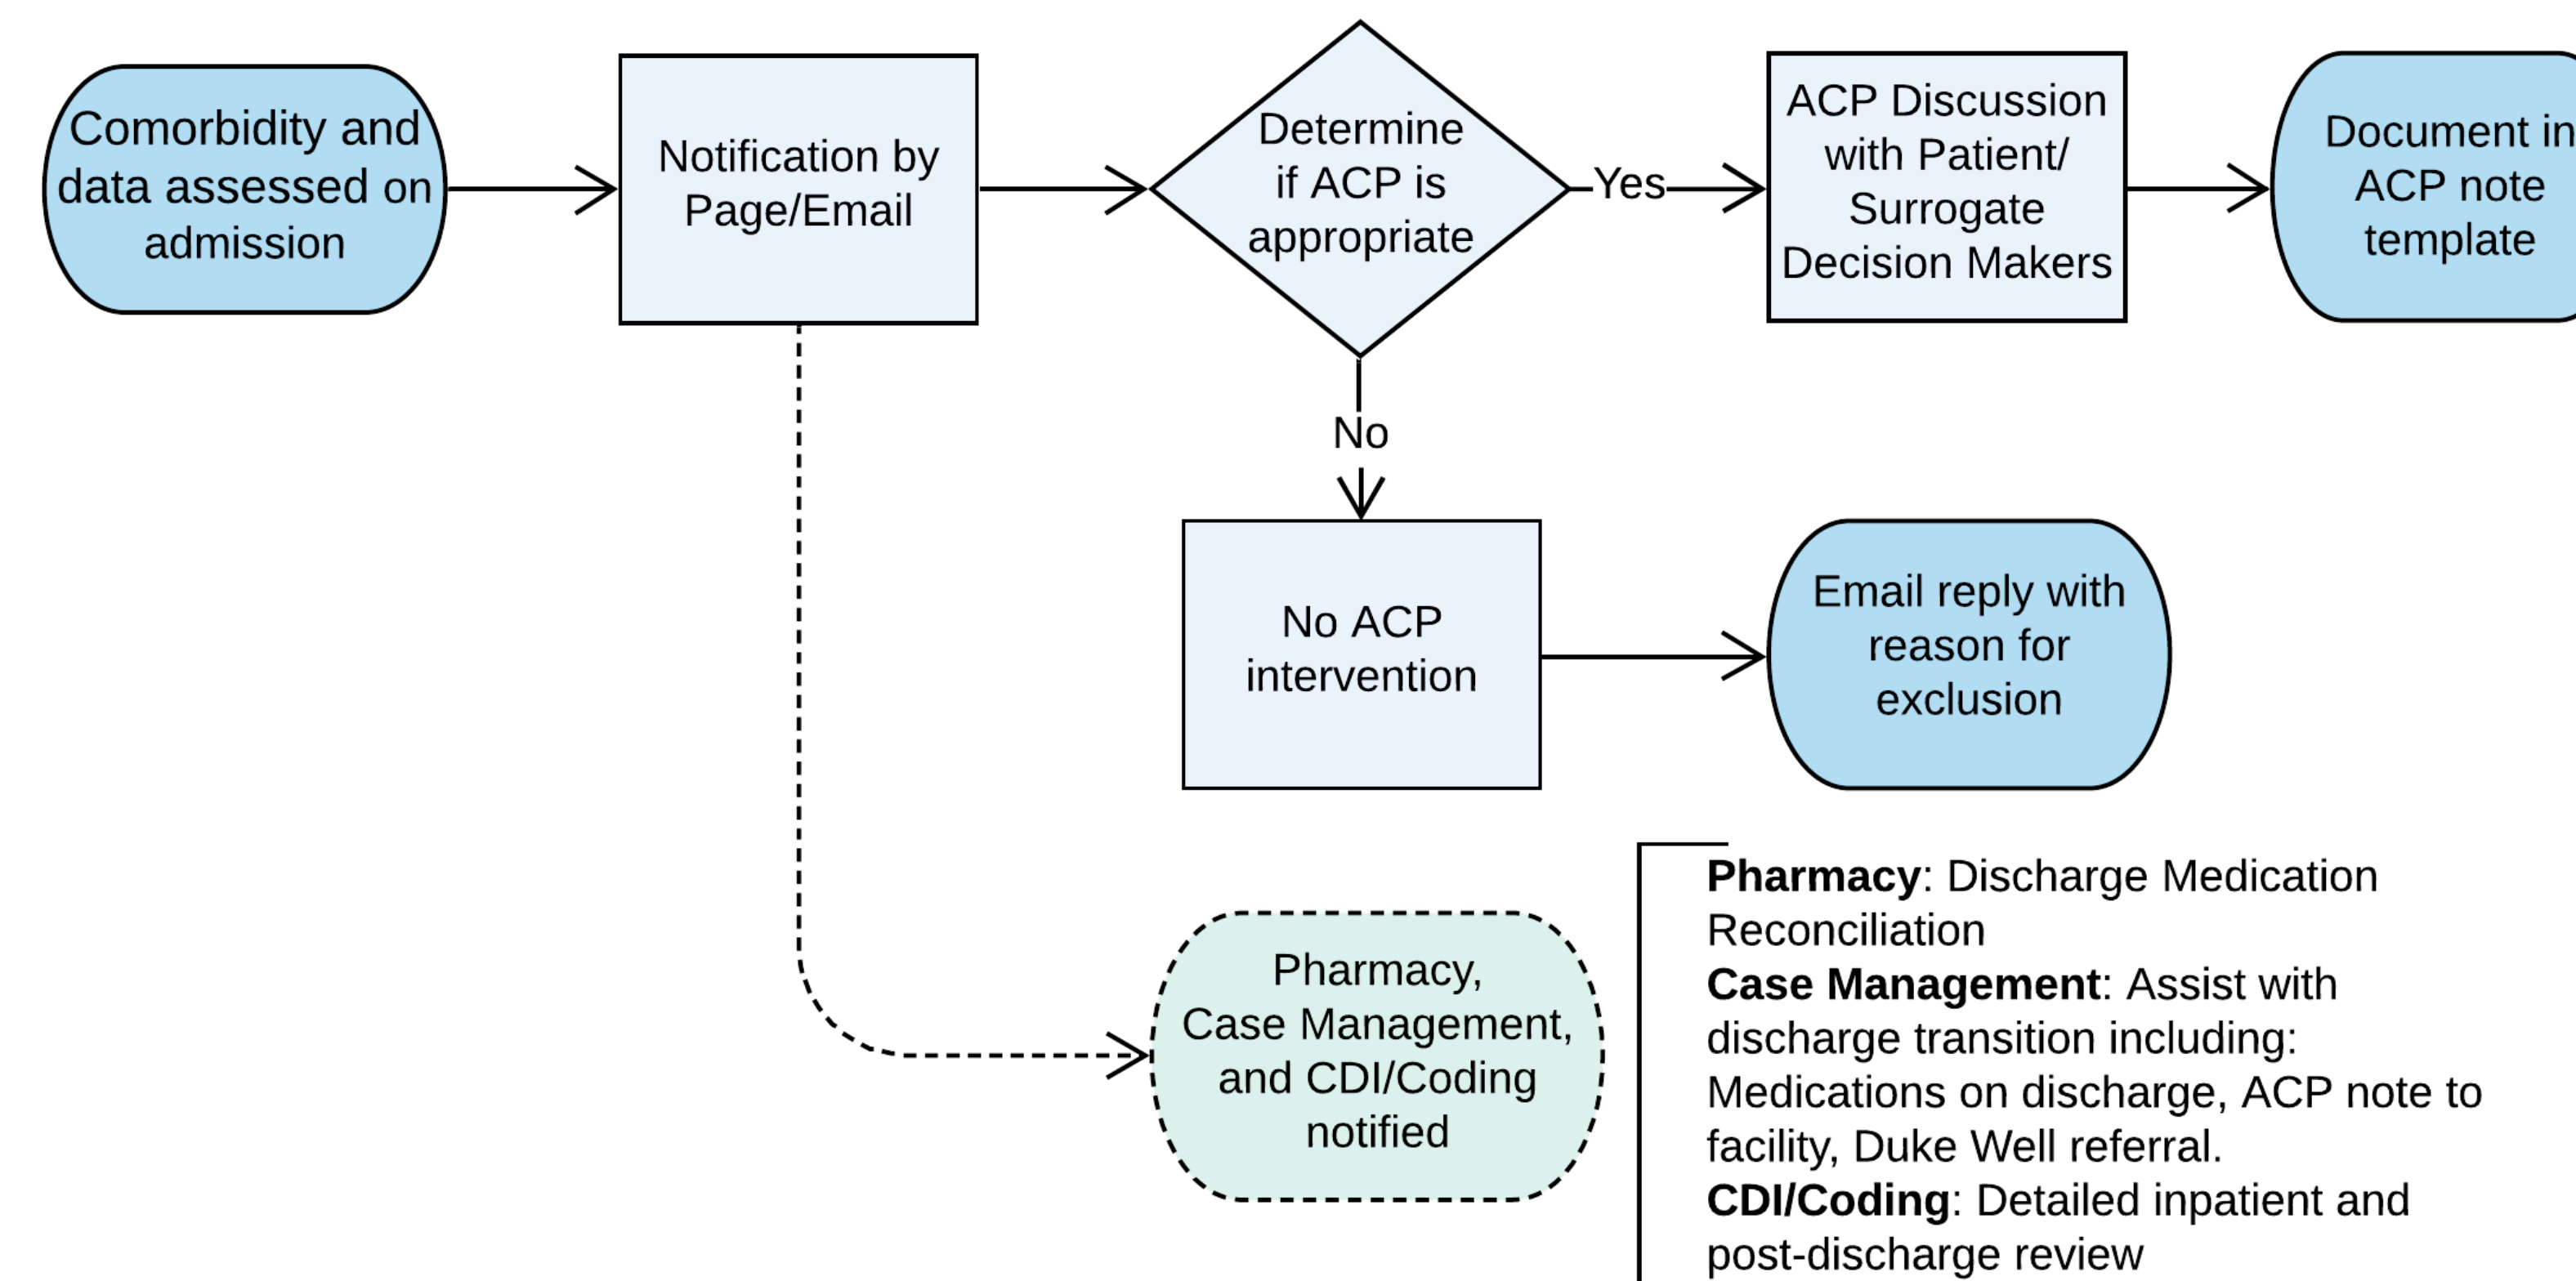 Comorbidity and
data assessed on
admission
Notification by
Page/Email
Determine
if ACP is
appropriate
Yes
ACP Discussion
with Patient/
Surrogate
Decision Makers
Document in
ACP note
template
No
No ACP
intervention
Email reply with
reason for
exclusion
Pharmacy,
Case Management,
and CDI/Coding
notified
Pharmacy: Discharge Medication
Reconciliation
Case Management: Assist with
discharge transition including:
Medications on discharge, ACP note to
facility, Duke Well referral.
CDI/Coding: Detailed inpatient and
post-discharge review